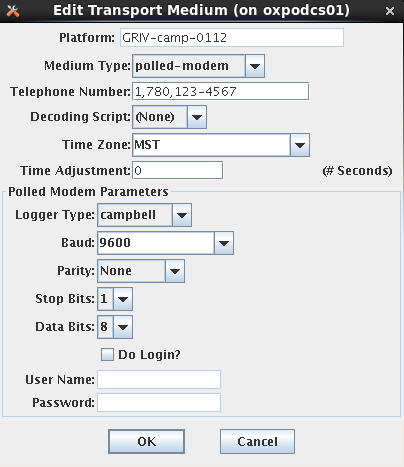 Edit Transport Medium (on oxpodcs01)
Platform: GRIV-camp-0112
Medium Type: polled-modem
Telephone Number: 1,780,123-4567
Decoding Script: (None)
Time Zone: MST
Time Adjustment: 0 (# Seconds)
Polled Modem Parameters
Logger Type: campbell
Baud: 9600
Parity: None
Stop Bits: 1
Data Bits: 8
Do Login?
User Name:
Password:
OK Cancel